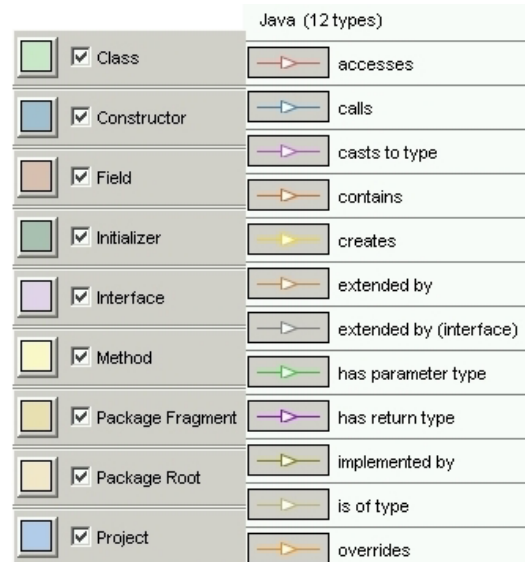 Class
Constructor
Field
Initializer
Interface
Method
Package Fragment
Package Root
Project
Java (12 types)
accesses
calls
casts to type
contains
creates
extended by
extended by (interface)
has parameter type
has return type
implemented by
is of type
overrides